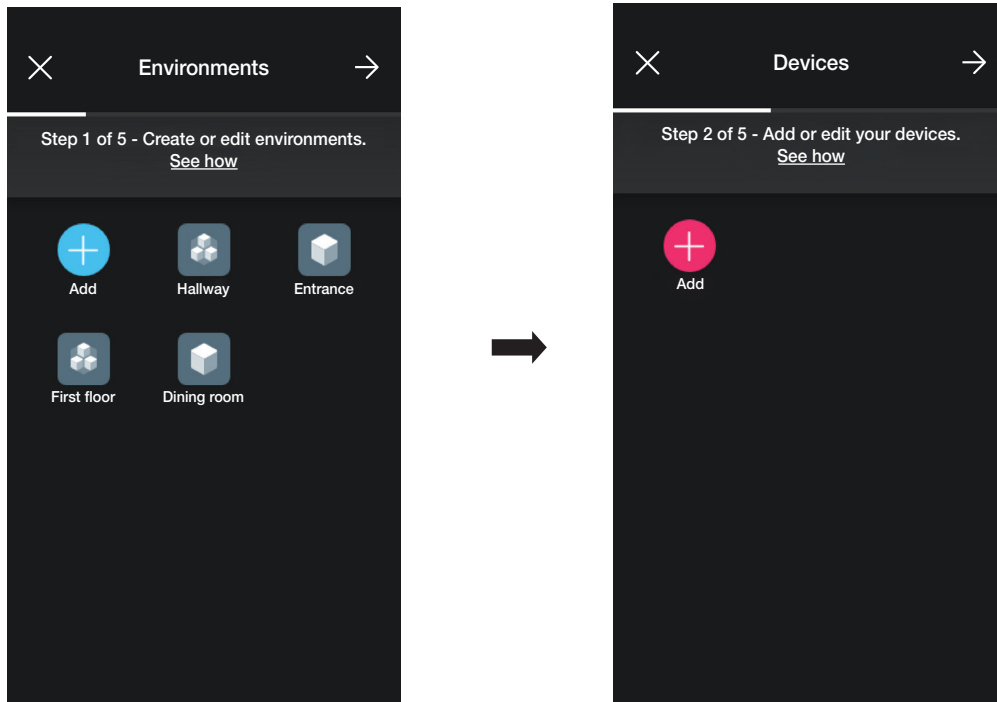 Environments
Step 1 of 5 - Create or edit environments.
See how
Add
Hallway
Entrance
First floor
Dining room
Devices
Step 2 of 5 - Add or edit your devices.
See how
Add